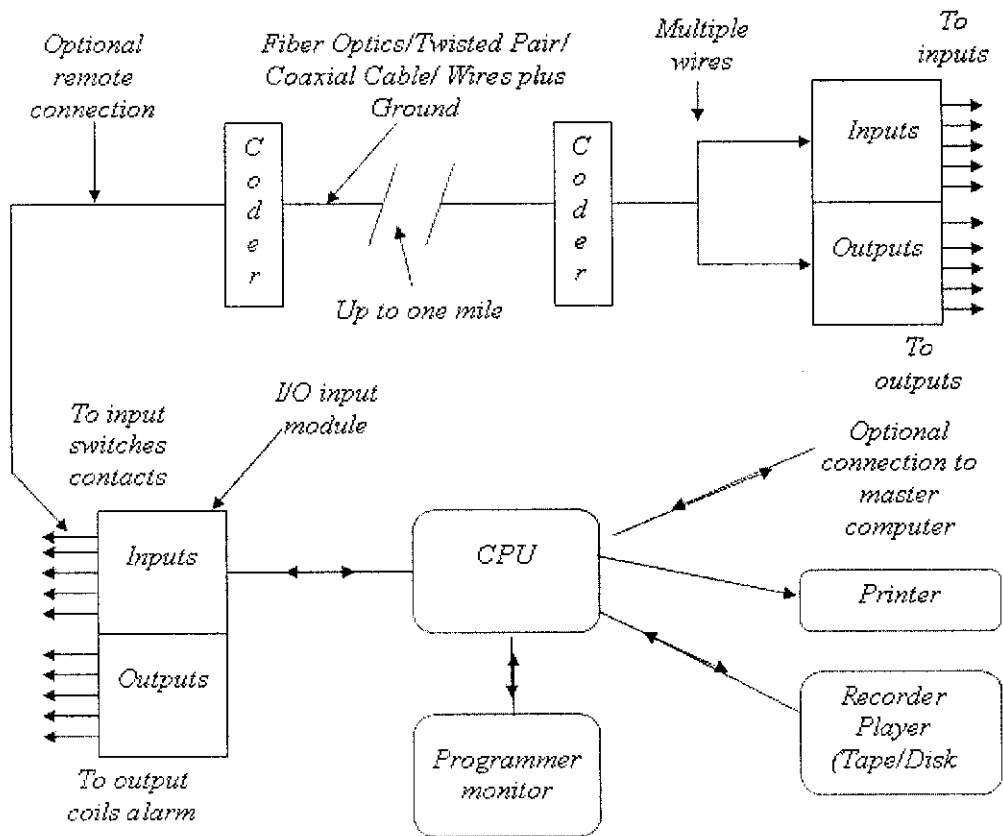 Optional
remote
connection
Fiber Optics/Twisted Pair/
Coaxial Cable/ Wires plus
Ground
Multiple
wires
To
inputs
C
o
d
e
r
C
o
d
e
r
Inputs
Outputs
Up to one mile
To
outputs
To input
switches
contacts
I/O input
module
Optional
connection to
master
computer
Inputs
CPU
Printer
Outputs
Programmer
monitor
Recorder
Player
(Tape/Disk
To output
coils alarm